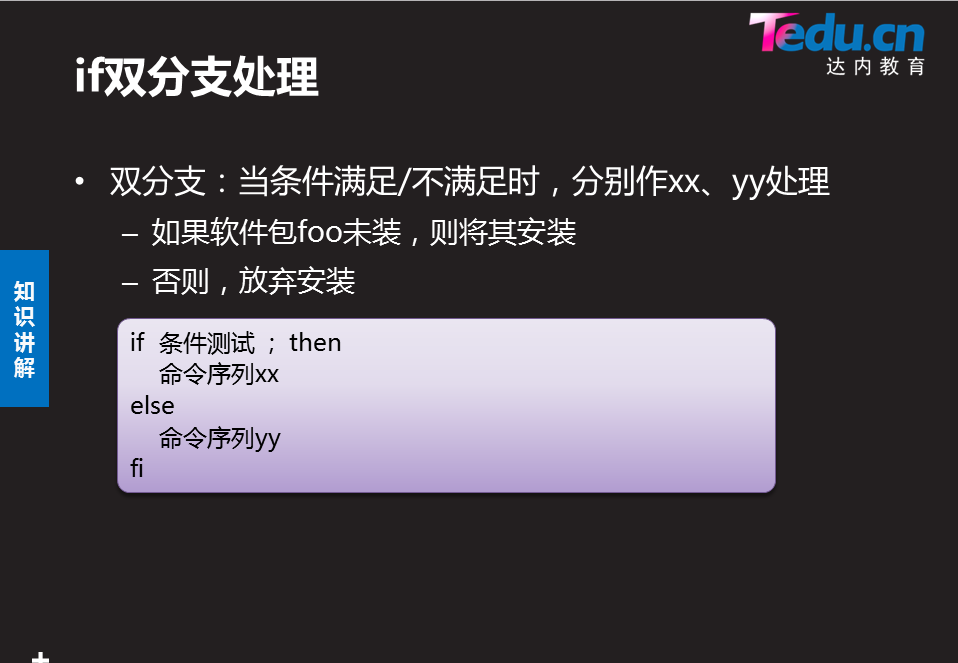 Tedu.cn
达内教育
if双分支处理
• 双分支：当条件满足/不满足时，分别作xx、yy处理
– 如果软件包foo未装，则将其安装
– 否则，放弃安装
知识讲解
if 条件测试 ; then
命令序列xx
else
命令序列yy
fi